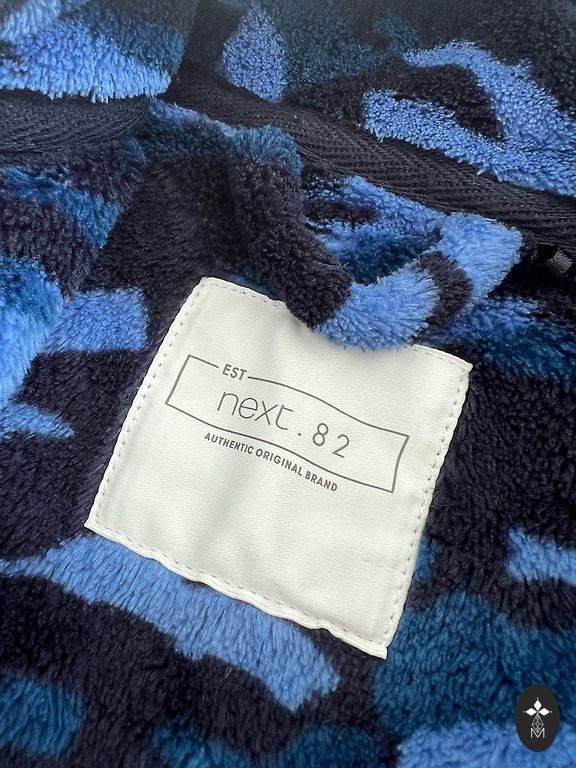 EST
next.82
AUTHENTIC ORIGINAL BRAND
M